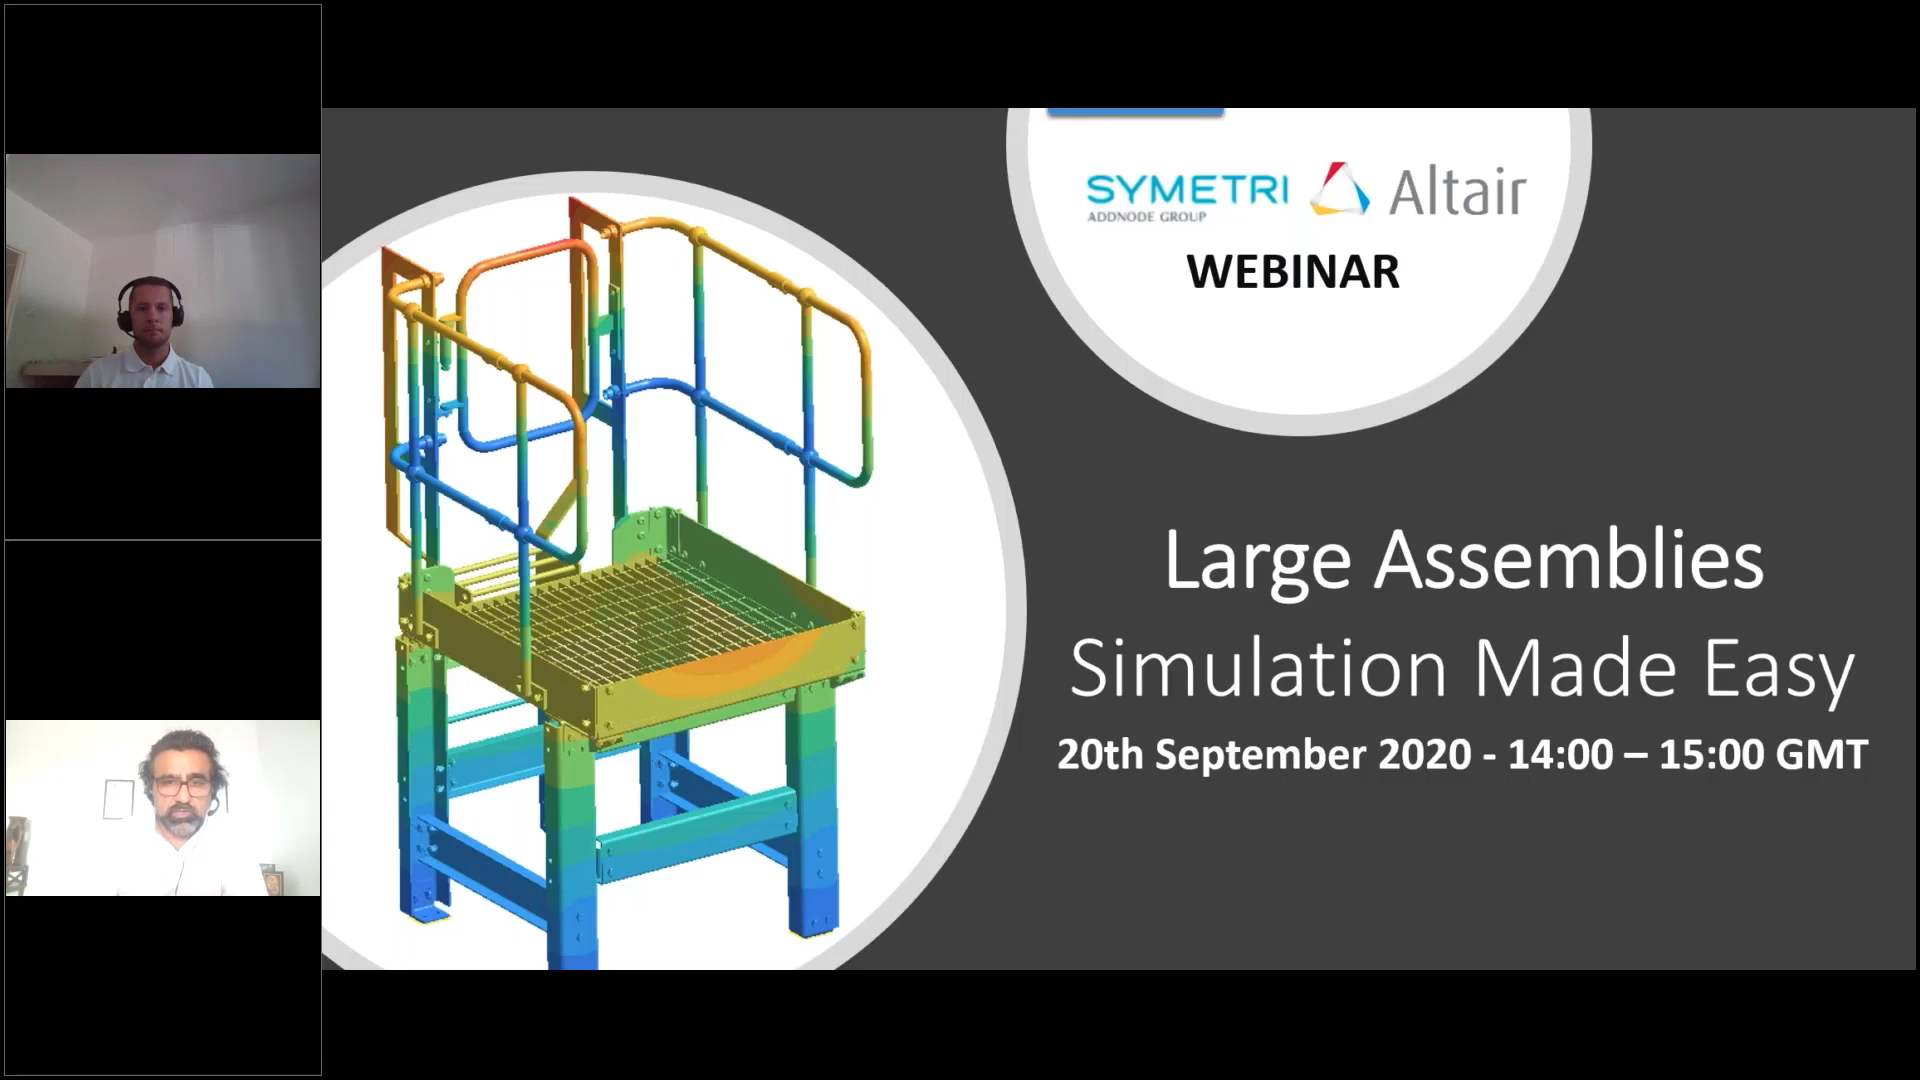 SYMETRI
ADDNODE GROUP
Altair
WEBINAR
Large Assemblies
Simulation Made Easy
20th September 2020 - 14:00 – 15:00 GMT